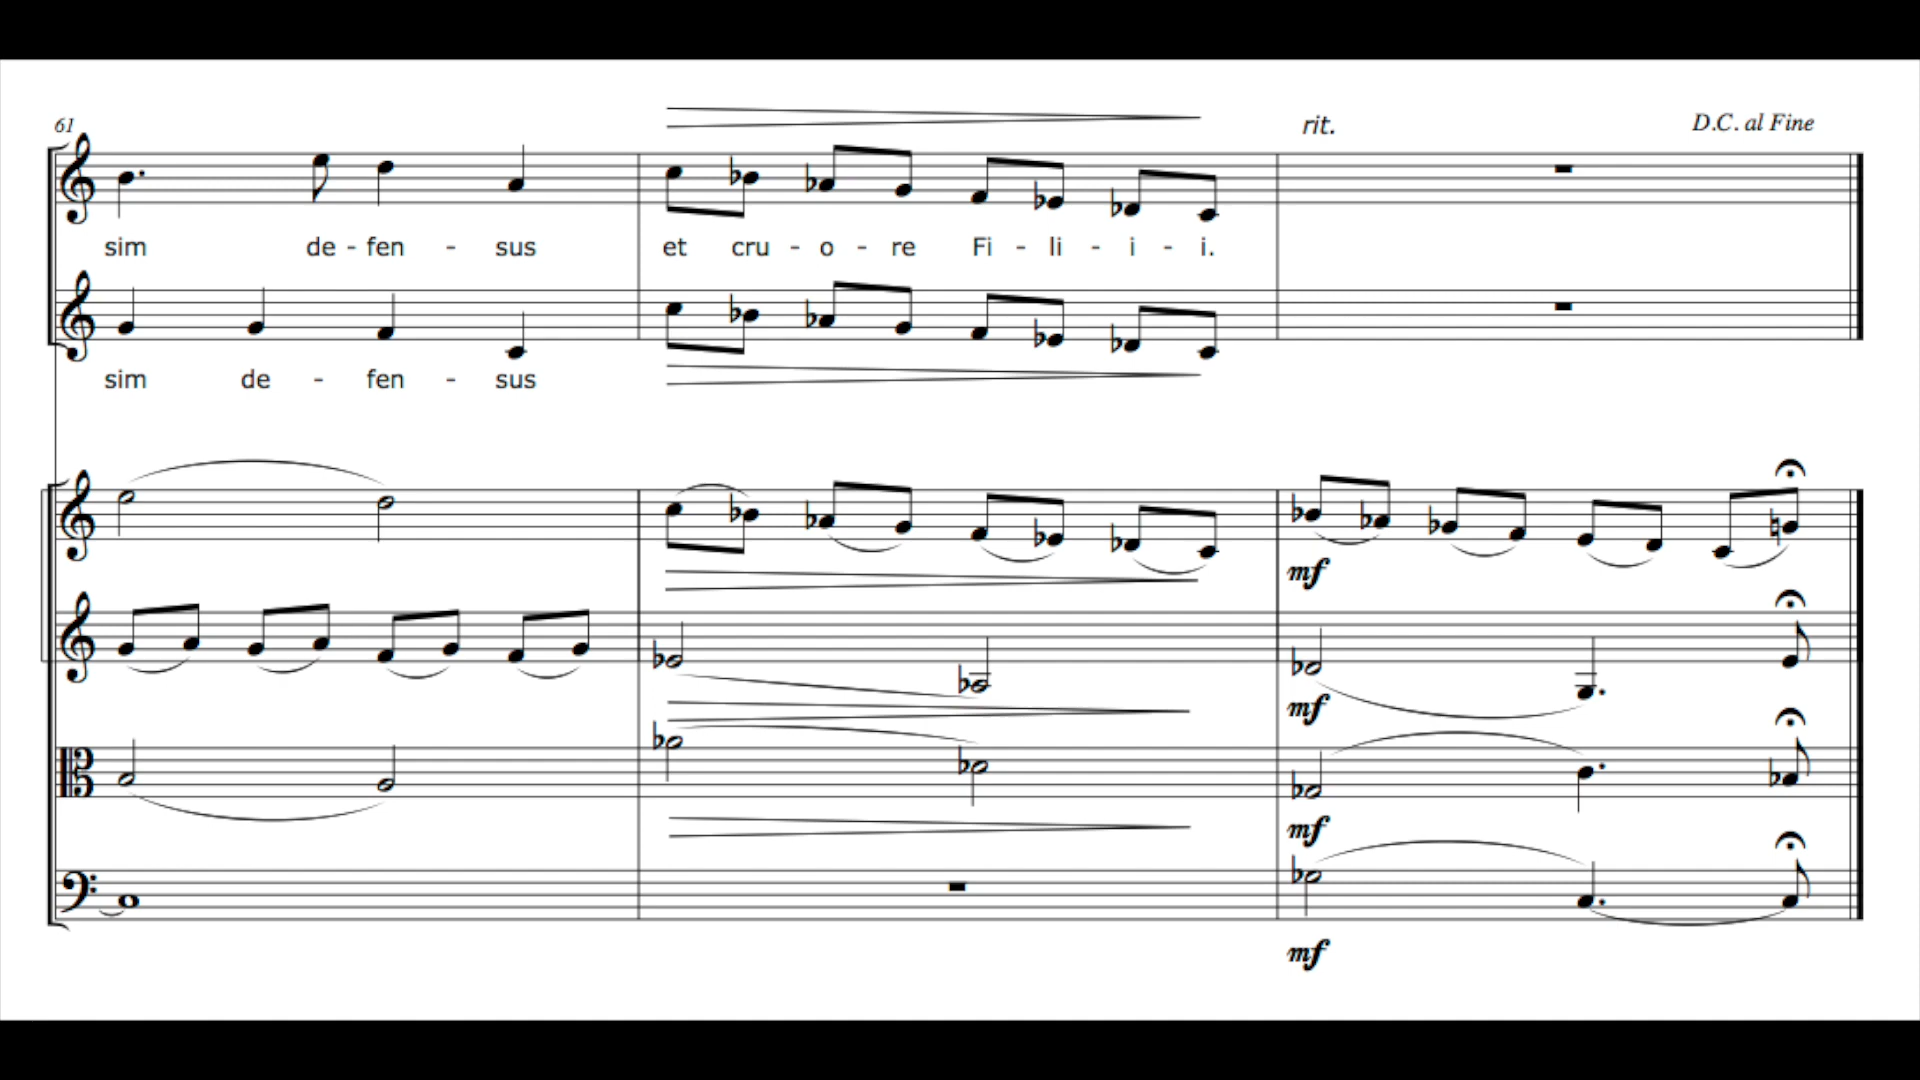 61
rit. D.C. al Fine
sim de - fen - sus et cru - o - re Fi - li - i - i.
sim de - fen - sus
mf
mf
mf
mf